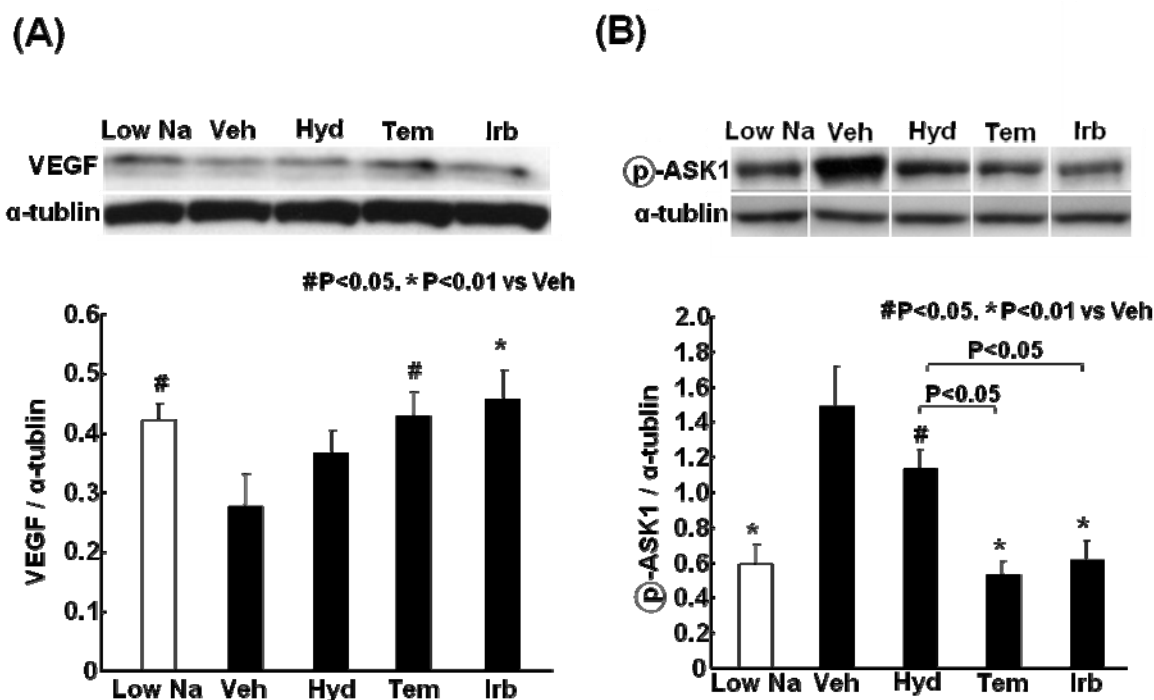 (A)
Low Na Veh Hyd Tem Irb
VEGF
α-tublin
#P<0.05. *P<0.01 vs Veh
0.6
0.5
0.4
0.3
0.2
0.1
0
VEGF / α-tublin
# # *
Low Na Veh Hyd Tem Irb
(B)
Low Na Veh Hyd Tem Irb
ⓟ-ASK1
α-tublin
#P<0.05. *P<0.01 vs Veh
2.0
1.8
1.6
1.4
1.2
1.0
0.8
0.6
0.4
0.2
0
ⓟ-ASK1 / α-tublin
P<0.05
P<0.05
#
* * *
Low Na Veh Hyd Tem Irb